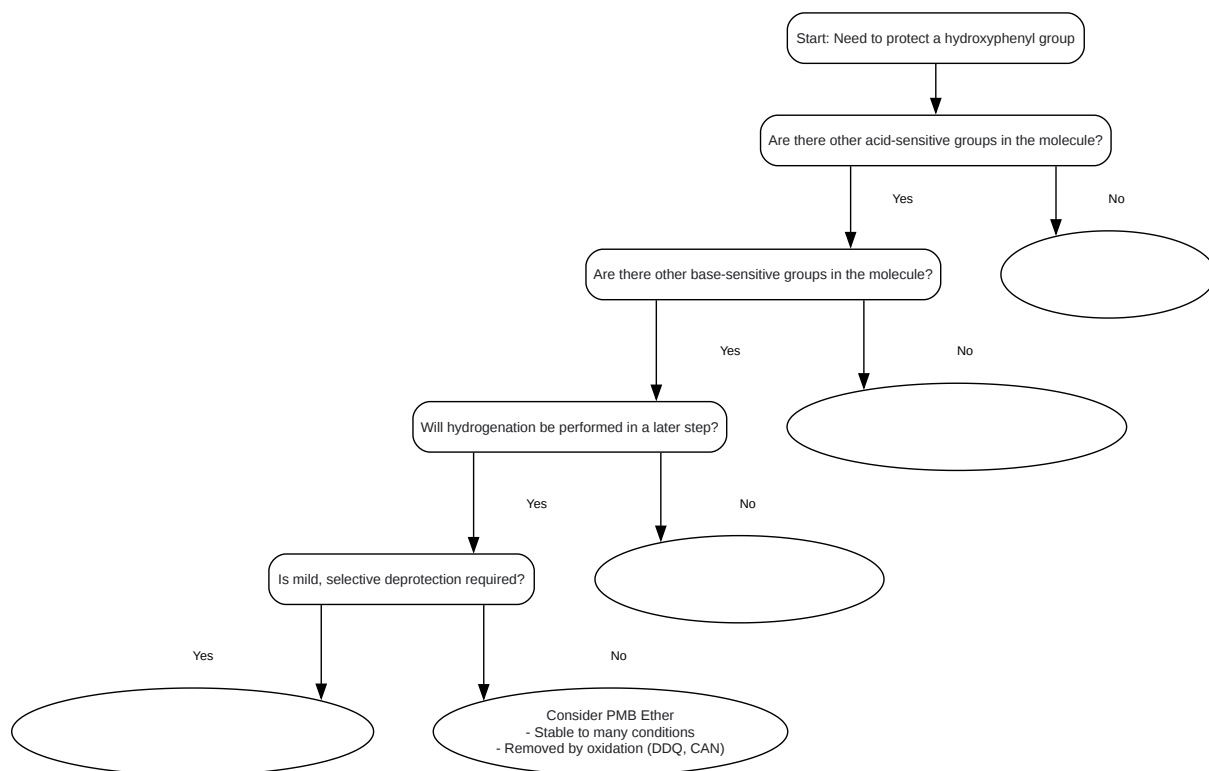 Start: Need to protect a hydroxyphenyl group
Are there other acid-sensitive groups in the molecule?
Yes
No
Are there other base-sensitive groups in the molecule?
Yes
No
Will hydrogenation be performed in a later step?
Yes
No
Is mild, selective deprotection required?
Yes
No
Consider PMB Ether
- Stable to many conditions
- Removed by oxidation (DDQ, CAN)